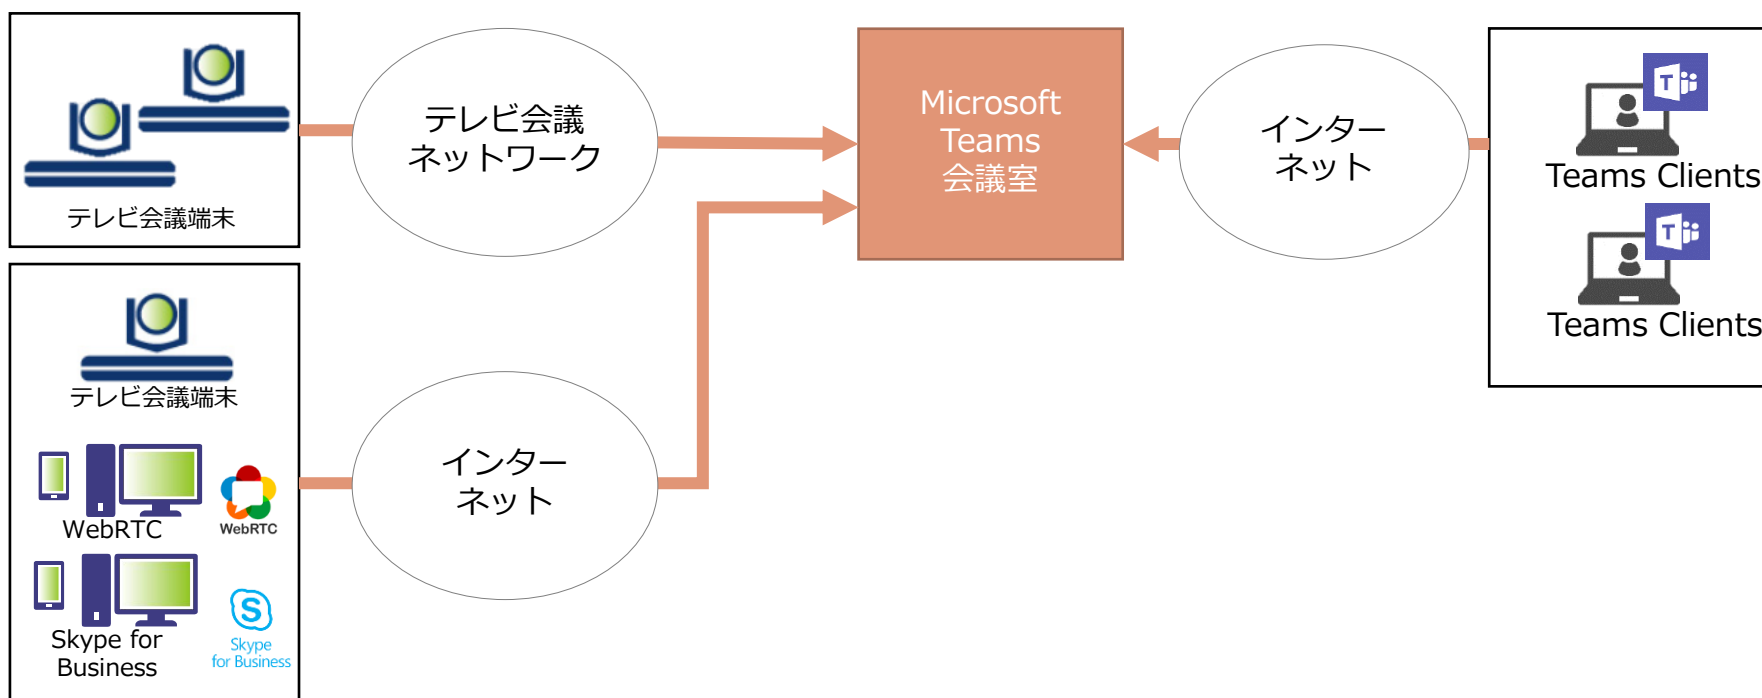 テレビ会議端末
テレビ会議
ネットワーク
Microsoft
Teams
会議室
インター
ネット
T
Teams Clients
T
Teams Clients
テレビ会議端末
WebRTC
WebRTC
インター
ネット
Skype for
Business
S
Skype
for Business